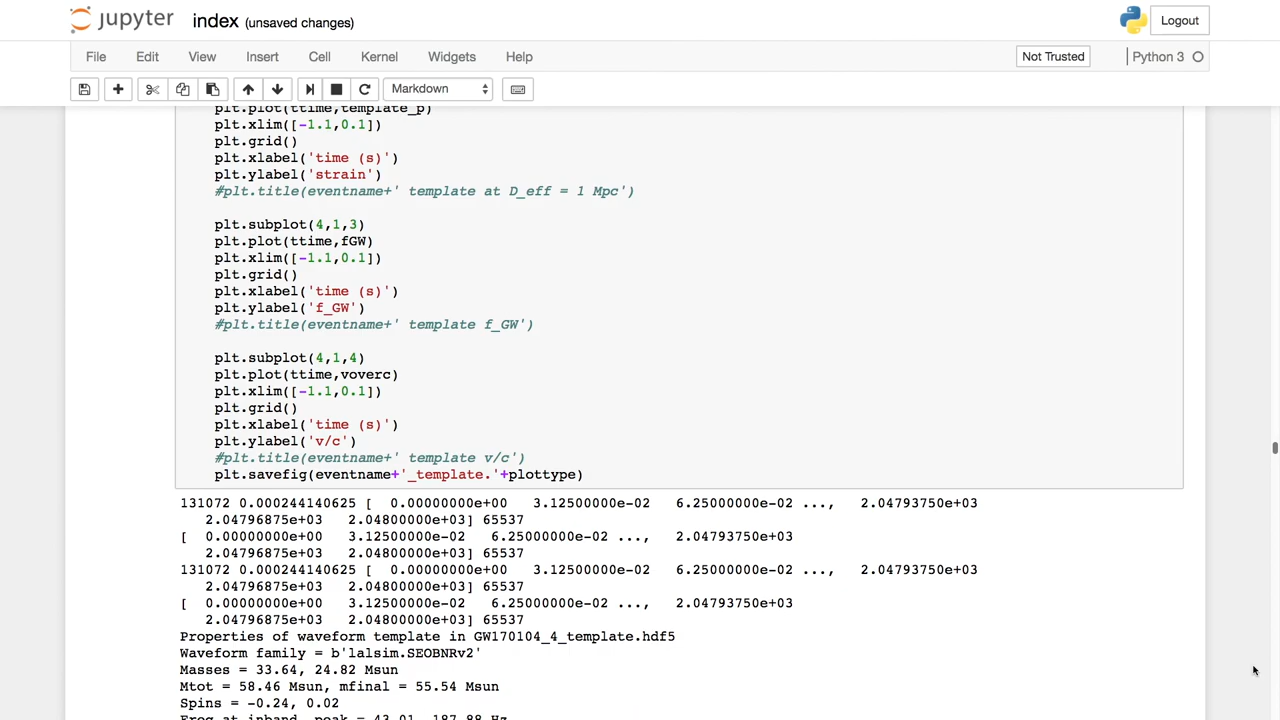 jupyter index (unsaved changes) Logout
File Edit View Insert Cell Kernel Widgets Help Not Trusted Python 3
Markdown
plt.plot(ttime,template_p)
plt.xlim([-1.1,0.1])
plt.grid()
plt.xlabel('time (s)')
plt.ylabel('strain')
#plt.title(eventname+' template at D_eff = 1 Mpc')
plt.subplot(4,1,3)
plt.plot(ttime,fGW)
plt.xlim([-1.1,0.1])
plt.grid()
plt.xlabel('time (s)')
plt.ylabel('f_GW')
#plt.title(eventname+' template f_GW')
plt.subplot(4,1,4)
plt.plot(ttime,voverc)
plt.xlim([-1.1,0.1])
plt.grid()
plt.xlabel('time (s)')
plt.ylabel('v/c')
#plt.title(eventname+' template v/c')
plt.savefig(eventname+'_template.'+plottype)
131072 0.000244140625 [ 0.00000000e+00 3.12500000e-02 6.25000000e-02 ..., 2.04793750e+03
2.04796875e+03 2.04800000e+03] 65537
[ 0.00000000e+00 3.12500000e-02 6.25000000e-02 ..., 2.04793750e+03
2.04796875e+03 2.04800000e+03] 65537
131072 0.000244140625 [ 0.00000000e+00 3.12500000e-02 6.25000000e-02 ..., 2.04793750e+03
2.04796875e+03 2.04800000e+03] 65537
[ 0.00000000e+00 3.12500000e-02 6.25000000e-02 ..., 2.04793750e+03
2.04796875e+03 2.04800000e+03] 65537
Properties of waveform template in GW170104_4_template.hdf5
Waveform family = b'lalsim.SEOBNRv2'
Masses = 33.64, 24.82 Msun
Mtot = 58.46 Msun, mfinal = 55.54 Msun
Spins = -0.24, 0.02
Freq at inband, peak = 43.01, 187.88 Hz